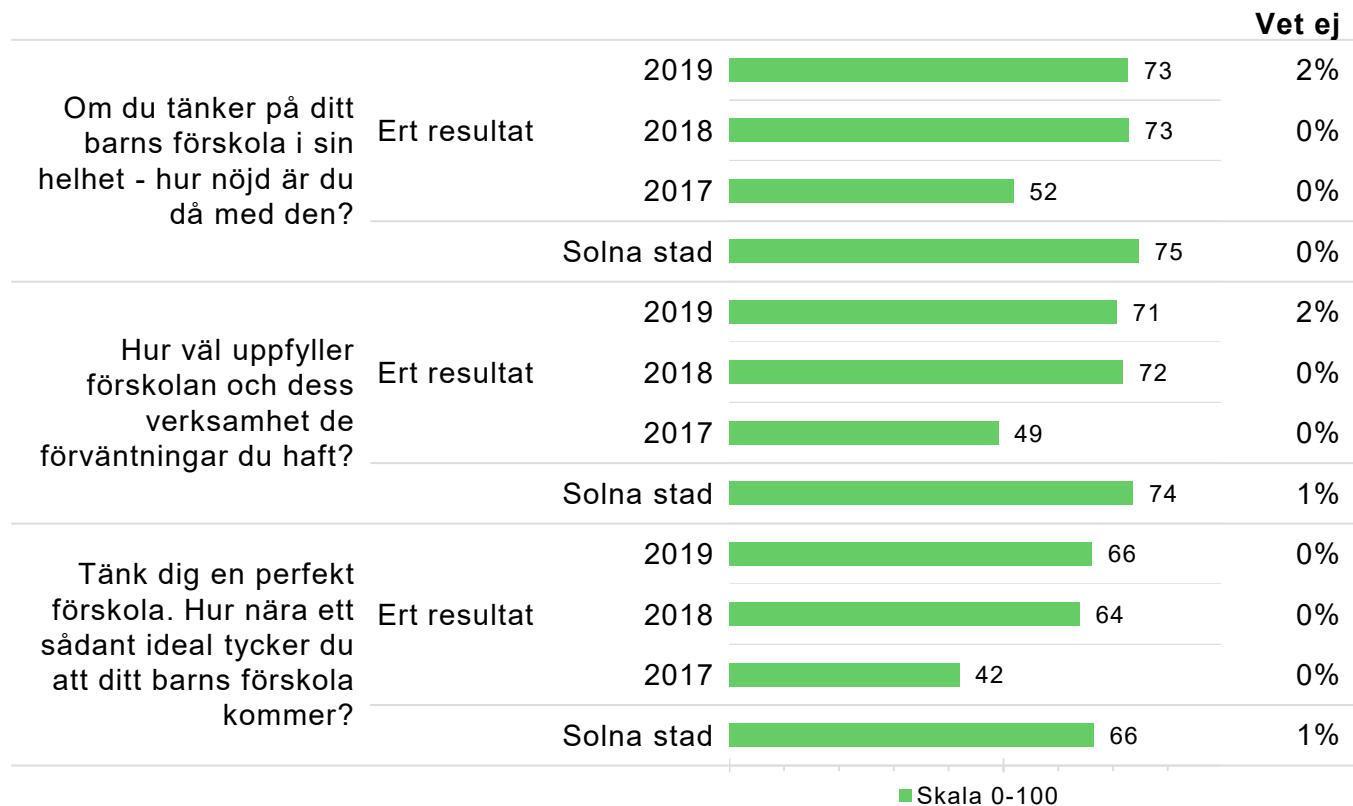 Vet ej
Om du tänker på ditt
barns förskola i sin
helhet - hur nöjd är du
då med den?
Ert resultat
2019 73 2%
2018 73 0%
2017 52 0%
Solna stad 75 0%
Hur väl uppfyller
förskolan och dess
verksamhet de
förväntningar du haft?
Ert resultat
2019 71 2%
2018 72 0%
2017 49 0%
Solna stad 74 1%
Tänk dig en perfekt
förskola. Hur nära ett
sådant ideal tycker du
att ditt barns förskola
kommer?
Ert resultat
2019 66 0%
2018 64 0%
2017 42 0%
Solna stad 66 1%
Skala 0-100